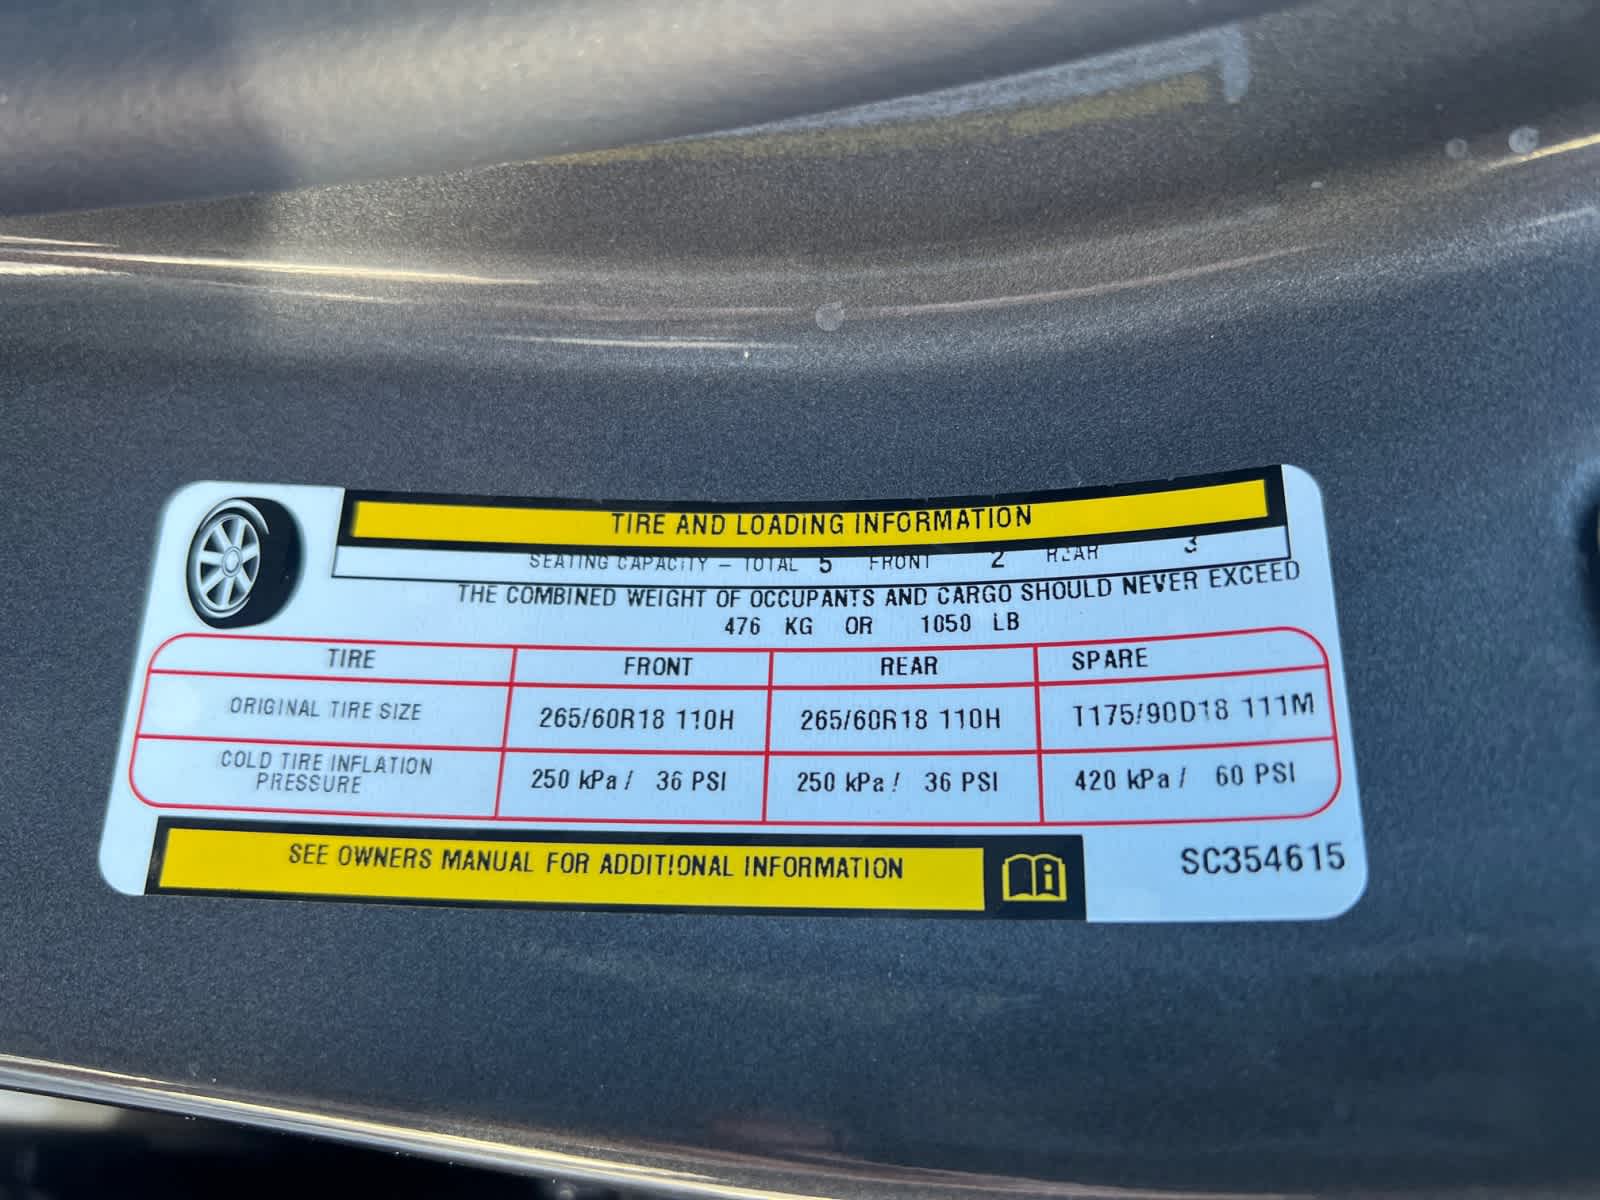 TIRE AND LOADING INFORMATION
SEATING CAPACITY – TOTAL 5 FRONT 2 REAR 3
THE COMBINED WEIGHT OF OCCUPANTS AND CARGO SHOULD NEVER EXCEED
476 KG OR 1050 LB
TIRE FRONT REAR SPARE
ORIGINAL TIRE SIZE 265/60R18 110H 265/60R18 110H T175/90D18 111M
COLD TIRE INFLATION
PRESSURE 250 kPa / 36 PSI 250 kPa / 36 PSI 420 kPa / 60 PSI
SEE OWNERS MANUAL FOR ADDITIONAL INFORMATION
SC354615